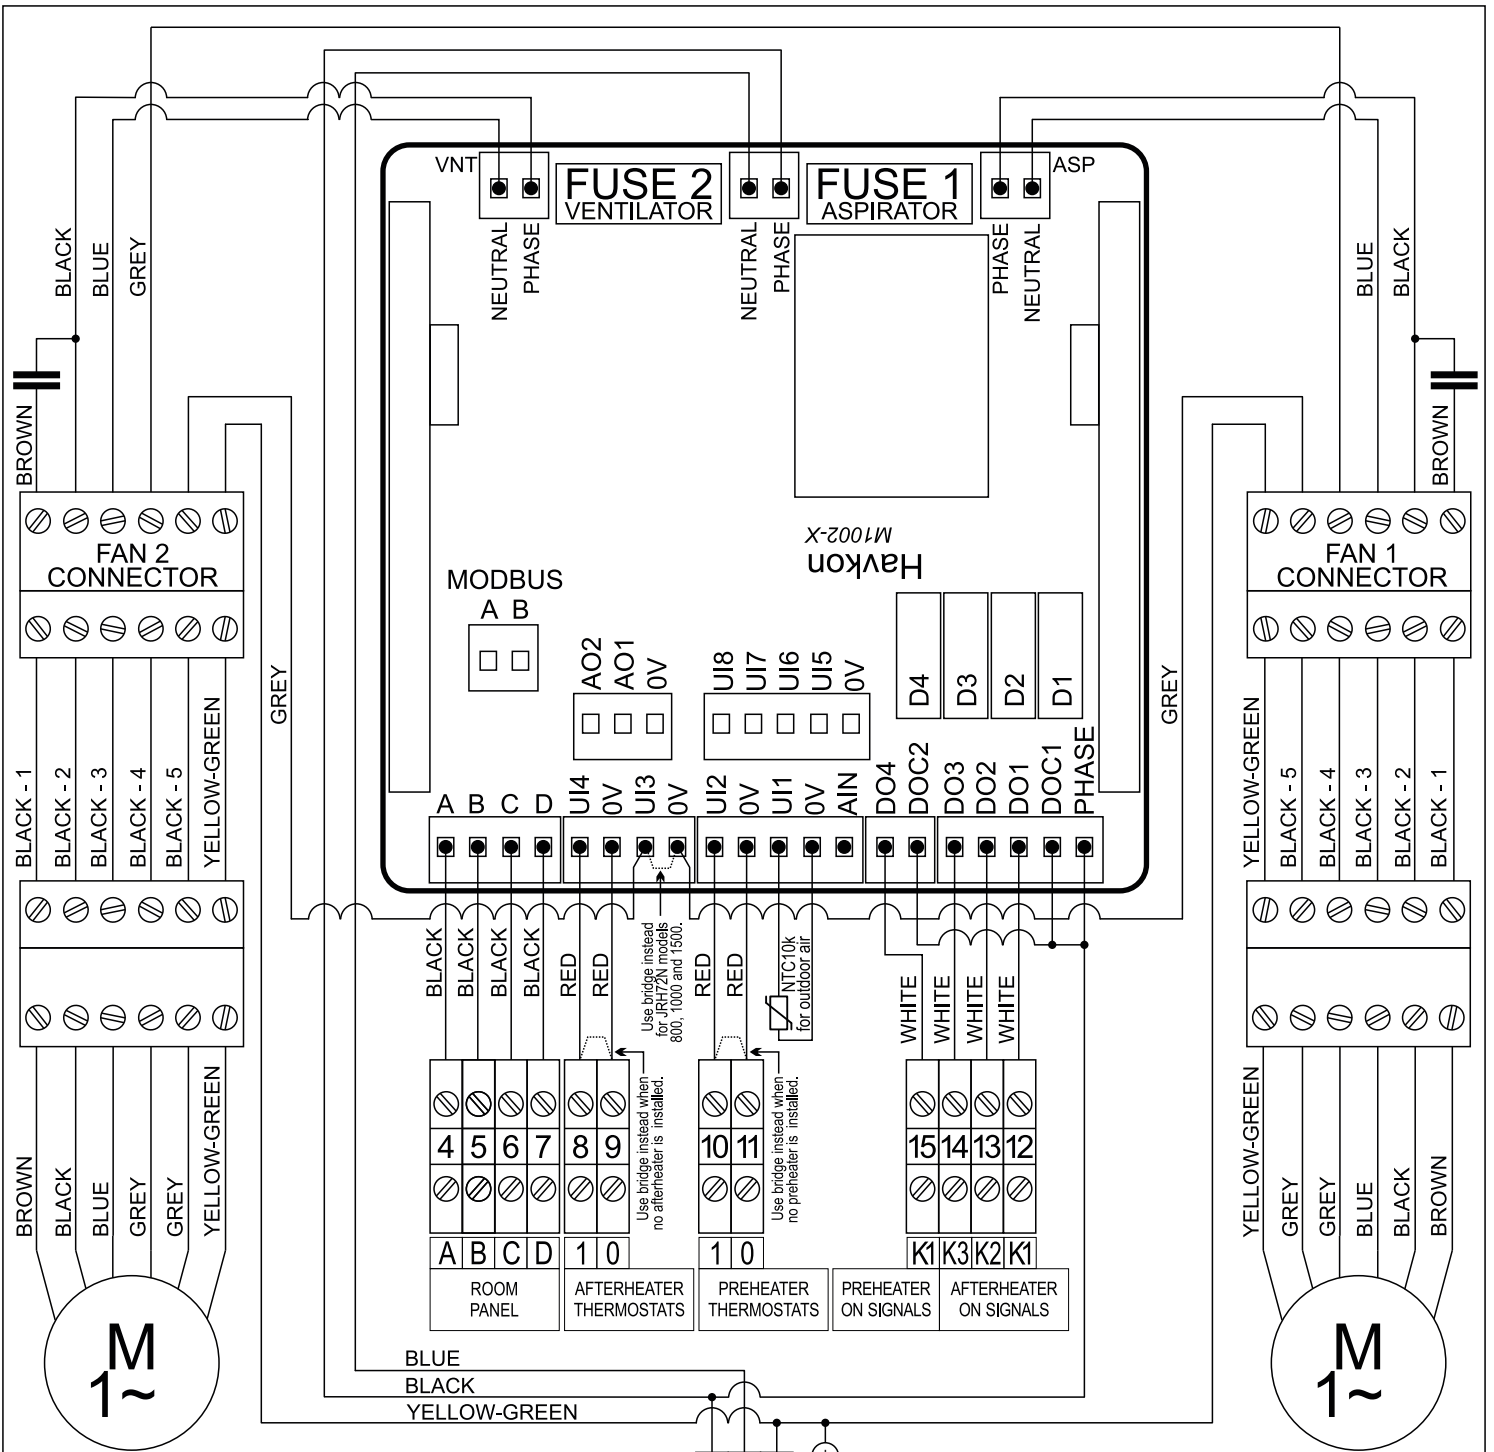 VNT
FUSE 2
VENTILATOR
FUSE 1
ASPIRATOR
ASP
NEUTRAL
PHASE
NEUTRAL
PHASE
PHASE
NEUTRAL
BLACK
BLUE
GREY
BLUE
BLACK
BROWN
BROWN
FAN 2
CONNECTOR
FAN 1
CONNECTOR
M1002-X
Havkon
MODBUS
A B
AO2
AO1
0V
UI8
UI7
UI6
UI5
0V
D4
D3
D2
D1
GREY
GREY
BLACK - 1
BLACK - 2
BLACK - 3
BLACK - 4
BLACK - 5
YELLOW-GREEN
YELLOW-GREEN
BLACK - 5
BLACK - 4
BLACK - 3
BLACK - 2
BLACK - 1
A
B
C
D
UI4
0V
UI3
0V
UI2
0V
UI1
0V
AIN
DO4
DOC2
DO3
DO2
DO1
DOC1
PHASE
BLACK
BLACK
BLACK
BLACK
RED
RED
Use bridge instead
for JRH72N models
800, 1000 and 1500.
RED
RED
NTC10k
for outdoor air
WHITE
WHITE
WHITE
WHITE
Use bridge instead when
no afterheater is installed.
Use bridge instead when
no preheater is installed.
4 5 6 7 8 9 10 11 15 14 13 12
A B C D 1 0 1 0 K1 K3 K2 K1
ROOM
PANEL
AFTERHEATER
THERMOSTATS
PREHEATER
THERMOSTATS
PREHEATER
ON SIGNALS
AFTERHEATER
ON SIGNALS
BROWN
BLACK
BLUE
GREY
GREY
YELLOW-GREEN
YELLOW-GREEN
GREY
GREY
BLUE
BLACK
BROWN
M
1~
M
1~
BLUE
BLACK
YELLOW-GREEN